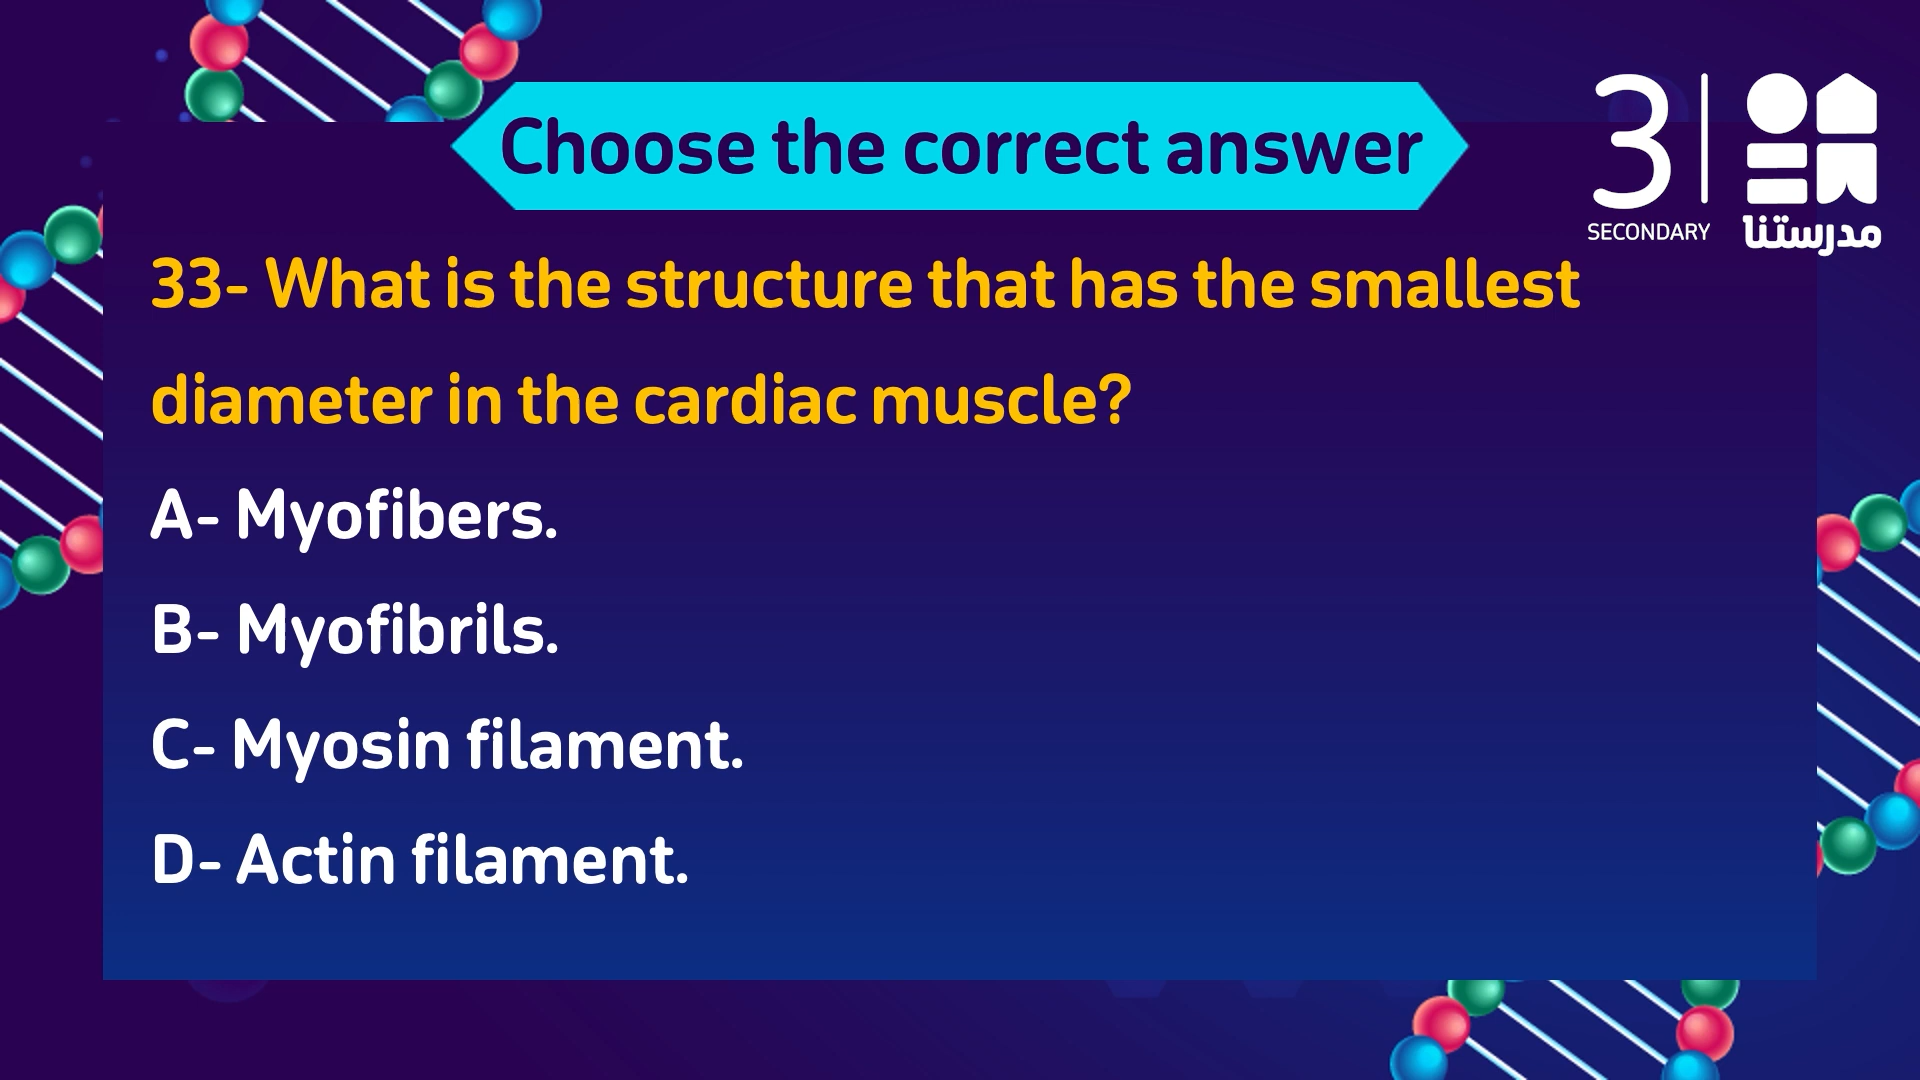 Choose the correct answer
3
SECONDARY
مدرستنا
33- What is the structure that has the smallest
diameter in the cardiac muscle?
A- Myofibers.
B- Myofibrils.
C- Myosin filament.
D- Actin filament.